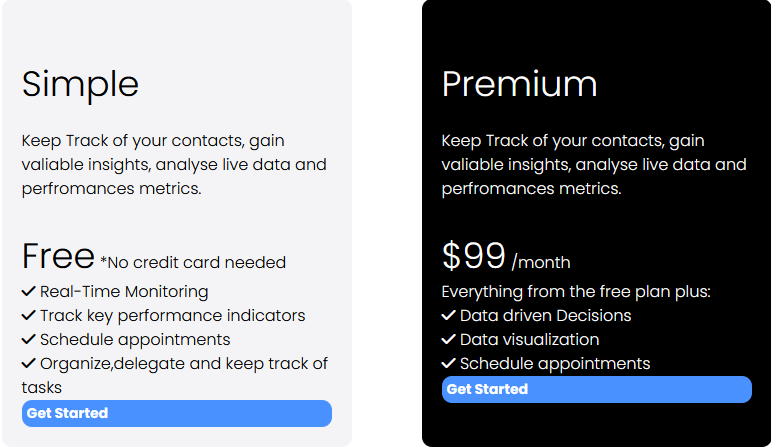 Simple
Keep Track of your contacts, gain
valiable insights, analyse live data and
perfromances metrics.
Free *No credit card needed
Real-Time Monitoring
Track key performance indicators
Schedule appointments
Organize,delegate and keep track of
tasks
Get Started
Premium
Keep Track of your contacts, gain
valiable insights, analyse live data and
perfromances metrics.
$99 /month
Everything from the free plan plus:
Data driven Decisions
Data visualization
Schedule appointments
Get Started